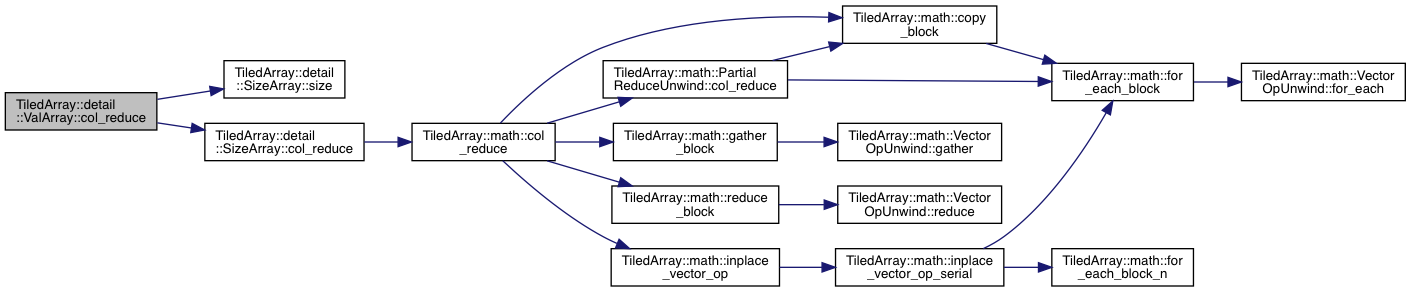 TiledArray::detail
::ValArray::col_reduce
TiledArray::detail
::SizeArray::size
TiledArray::detail
::SizeArray::col_reduce
TiledArray::math::col
_reduce
TiledArray::math::copy
_block
TiledArray::math::Partial
ReduceUnwind::col_reduce
TiledArray::math::gather
_block
TiledArray::math::reduce
_block
TiledArray::math::inplace
_vector_op
TiledArray::math::Vector
OpUnwind::gather
TiledArray::math::Vector
OpUnwind::reduce
TiledArray::math::inplace
_vector_op_serial
TiledArray::math::for
_each_block
TiledArray::math::for
_each_block_n
TiledArray::math::Vector
OpUnwind::for_each